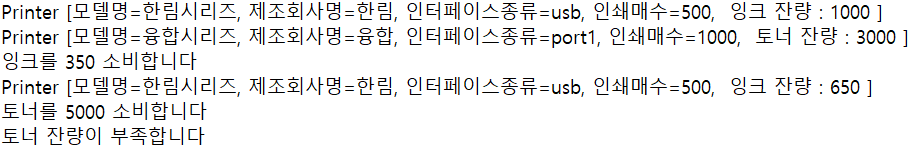 Printer [모델명=한림시리즈, 제조회사명=한림, 인터페이스종류=usb, 인쇄매수=500,  잉크 잔량 : 1000 ]
Printer [모델명=융합시리즈, 제조회사명=융합, 인터페이스종류=port1, 인쇄매수=1000,  토너 잔량 : 3000 ]
잉크를 350 소비합니다
Printer [모델명=한림시리즈, 제조회사명=한림, 인터페이스종류=usb, 인쇄매수=500,  잉크 잔량 : 650 ]
토너를 5000 소비합니다
토너 잔량이 부족합니다